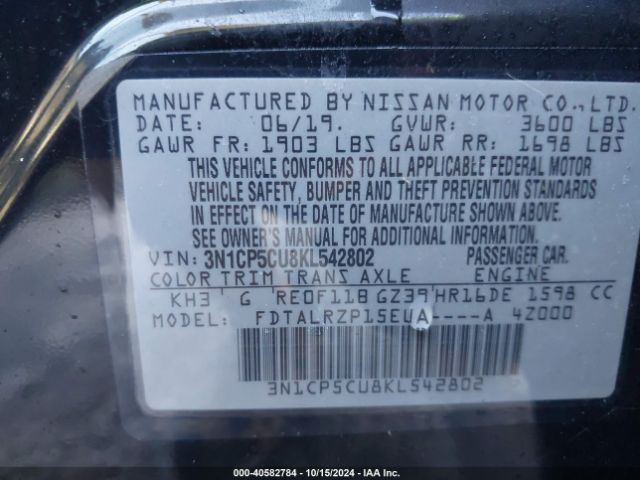 MANUFACTURED BY NISSAN MOTOR CO., LTD.
DATE: 06/19. GVWR: 3600 LBS
GAWR FR: 1903 LBS GAWR RR: 1698 LBS
THIS VEHICLE CONFORMS TO ALL APPLICABLE FEDERAL MOTOR
VEHICLE SAFETY, BUMPER AND THEFT PREVENTION STANDARDS
IN EFFECT ON THE DATE OF MANUFACTURE SHOWN ABOVE.
SEE OWNER'S MANUAL FOR ADDITIONAL INFORMATION.
VIN: 3N1CP5CU8KL542802 PASSENGER CAR.
COLOR TRIM TRANS AXLE ENGINE
KH3 G RE0F11B GZ39 HR16DE 1598 CC
MODEL: FDTALRZP15EUA----A 4Z000
3N1CP5CU8KL542802
000-40582784 - 10/15/2024 - IAA Inc.